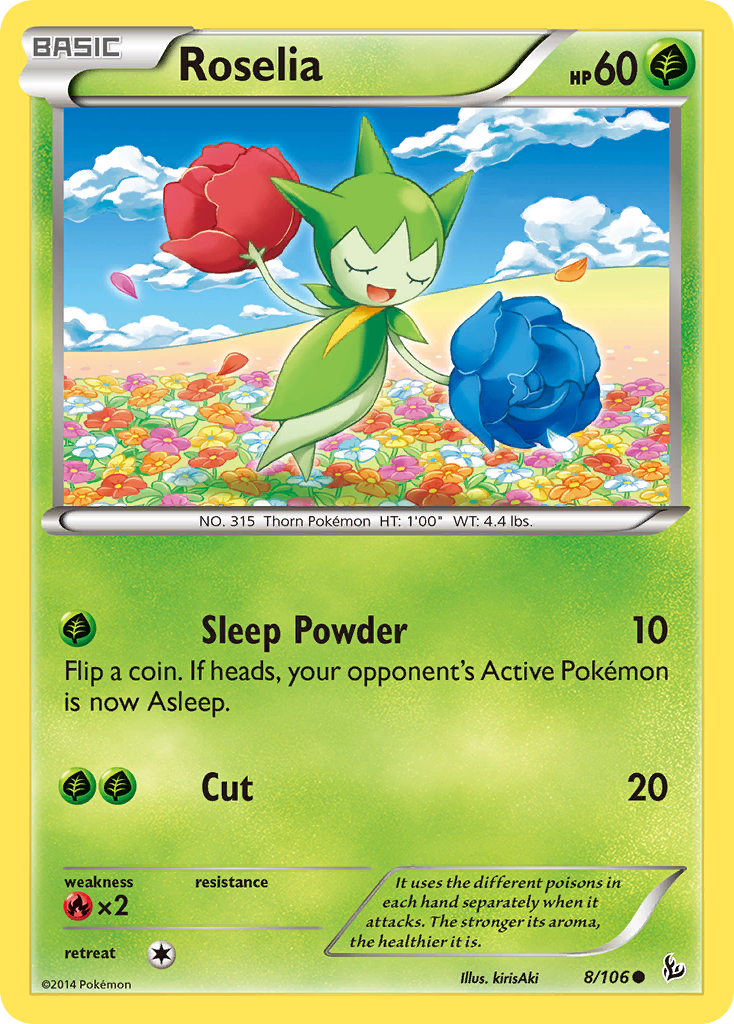 BASIC
Roselia
HP60
NO. 315 Thorn Pokémon HT: 1'00" WT: 4.4 lbs.
Sleep Powder 10
Flip a coin. If heads, your opponent's Active Pokémon
is now Asleep.
Cut 20
weakness resistance
×2
It uses the different poisons in
each hand separately when it
attacks. The stronger its aroma,
the healthier it is.
retreat
©2014 Pokémon
Illus. kirisAki
8/106